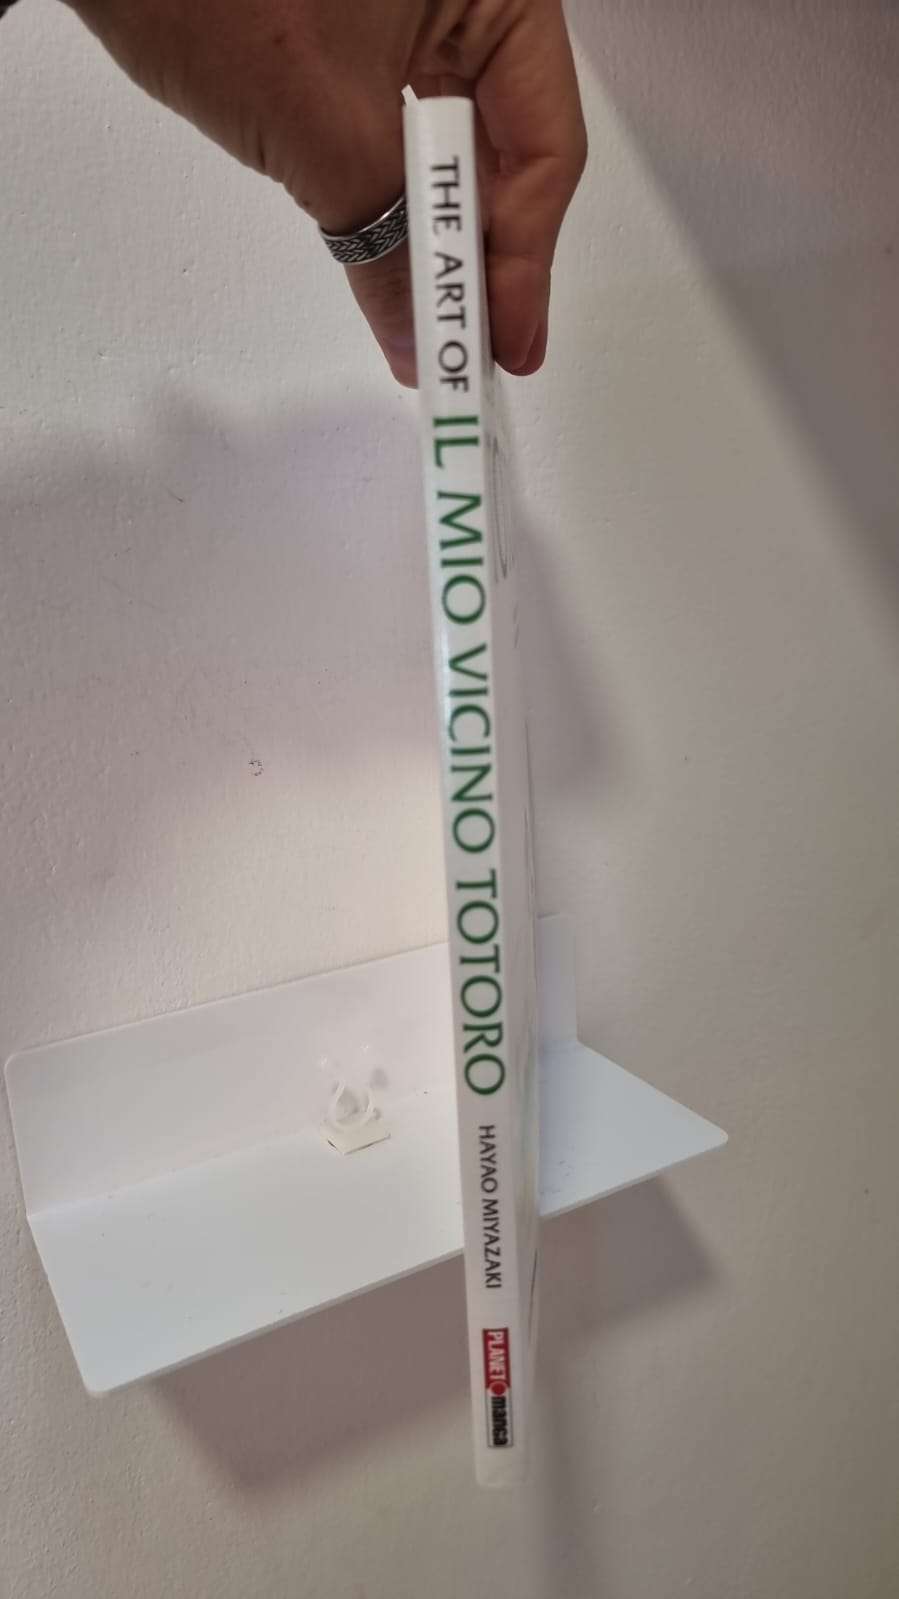 THE ART OF IL MIO VICINO TOTORO
HAYAO MIYAZAKI
PLANET manga